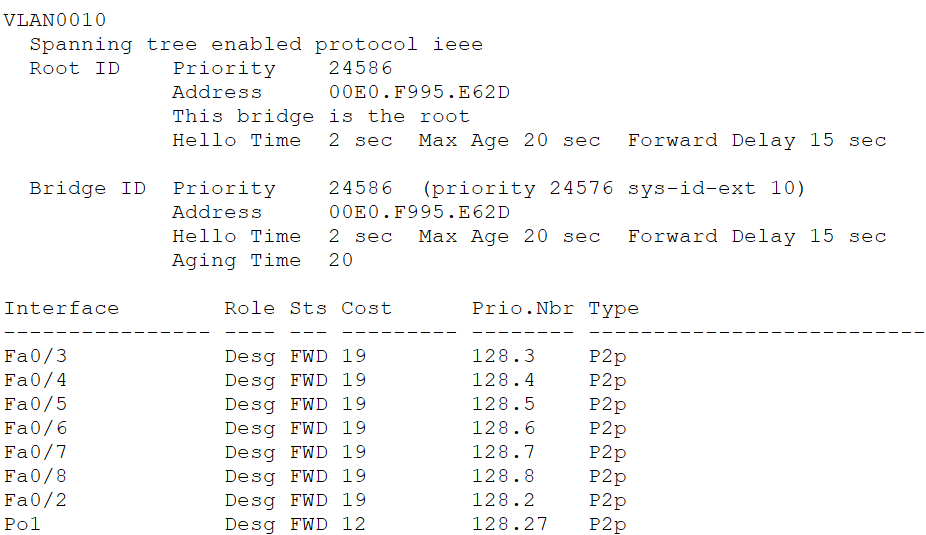 VLAN0010
  Spanning tree enabled protocol ieee
  Root ID    Priority    24586
             Address     00E0.F995.E62D
             This bridge is the root
             Hello Time  2 sec  Max Age 20 sec  Forward Delay 15 sec

  Bridge ID  Priority    24586  (priority 24576 sys-id-ext 10)
             Address     00E0.F995.E62D
             Hello Time  2 sec  Max Age 20 sec  Forward Delay 15 sec
             Aging Time  20

Interface        Role Sts Cost      Prio.Nbr Type
---------------- ---- --- --------- -------- --------------------------
Fa0/3            Desg FWD 19        128.3    P2p
Fa0/4            Desg FWD 19        128.4    P2p
Fa0/5            Desg FWD 19        128.5    P2p
Fa0/6            Desg FWD 19        128.6    P2p
Fa0/7            Desg FWD 19        128.7    P2p
Fa0/8            Desg FWD 19        128.8    P2p
Fa0/2            Desg FWD 19        128.2    P2p
Po1              Desg FWD 12        128.27   P2p